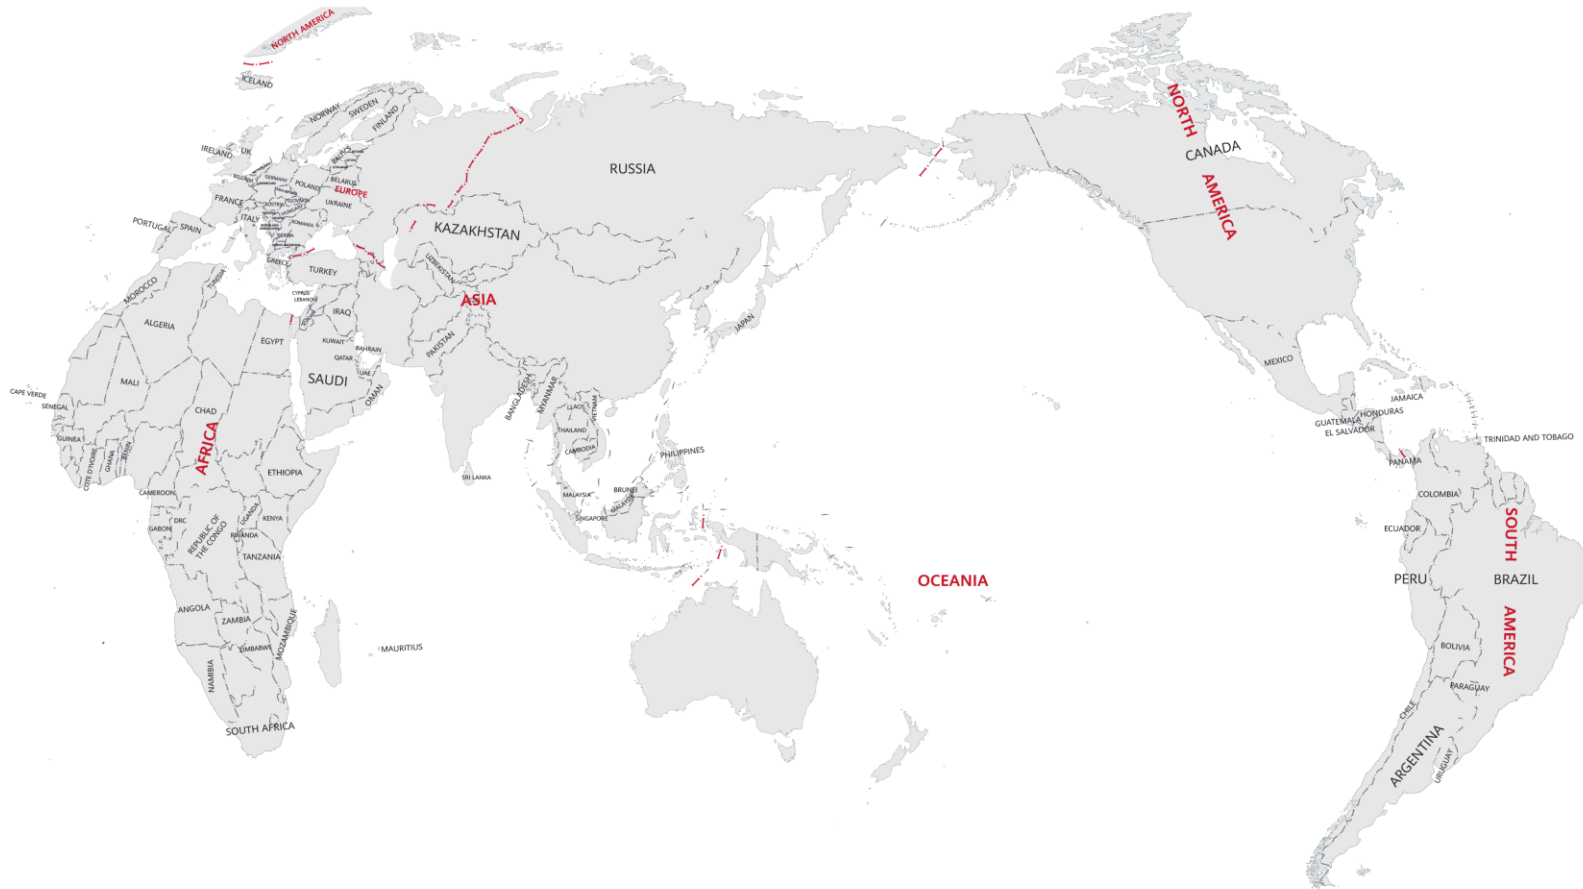 NORTH AMERICA
ICELAND
NORWAY
SWEDEN
FINLAND
IRELAND
UK
BALTICS
GERMANY
POLAND
BELARUS
EUROPE
UKRAINE
FRANCE
ITALY
PORTUGAL
SPAIN
GREECE
TURKEY
RUSSIA
KAZAKHSTAN
UZBEKISTAN
ASIA
CYPRUS
LEBANON
IRAQ
KUWAIT
BAHRAIN
QATAR
UAE
SAUDI
OMAN
PAKISTAN
BANGLADESH
MYANMAR
LAOS
VIETNAM
THAILAND
CAMBODIA
SRI LANKA
PHILIPPINES
MALAYSIA
BRUNEI
MALAYSIA
SINGAPORE
JAPAN
MOROCCO
TUNISIA
ALGERIA
EGYPT
MALI
CHAD
CAPE VERDE
SENEGAL
GUINEA
COTE D'IVOIRE
GHANA
BENIN
AFRICA
ETHIOPIA
CAMEROON
GABON
DRC
REPUBLIC OF
THE CONGO
UGANDA
KENYA
RWANDA
TANZANIA
ANGOLA
ZAMBIA
MOZAMBIQUE
ZIMBABWE
NAMIBIA
SOUTH AFRICA
MAURITIUS
OCEANIA
NORTH
CANADA
AMERICA
MEXICO
JAMAICA
HONDURAS
GUATEMALA
EL SALVADOR
TRINIDAD AND TOBAGO
PANAMA
COLOMBIA
ECUADOR
SOUTH
PERU
BRAZIL
AMERICA
BOLIVIA
PARAGUAY
CHILE
ARGENTINA
URUGUAY